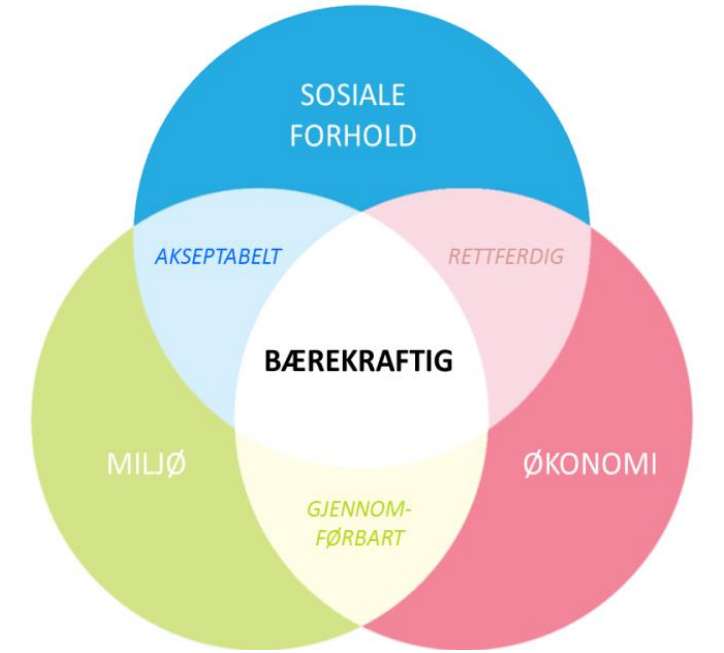 SOSIALE
FORHOLD
AKSEPTABELT
RETTFERDIG
BÆREKRAFTIG
MILJØ
ØKONOMI
GJENNOM-
FØRBART